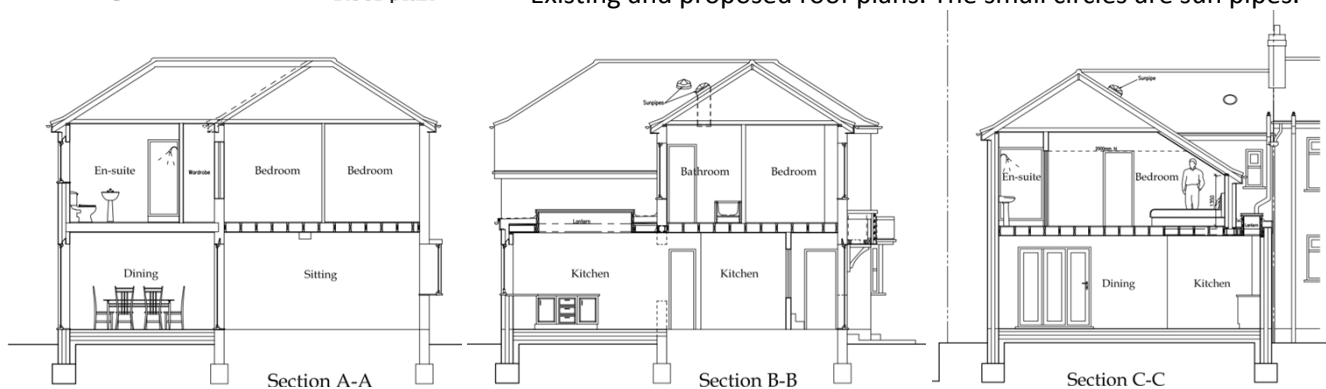 Existing and proposed roof plans. The small circles are sun pipes.
En-suite
Wardrobe
Bedroom
Bedroom
Dining
Sitting
Section A-A
Sunpipes
Bathroom
Bedroom
Lantern
Kitchen
Kitchen
Section B-B
Sunpipe
En-suite
Bedroom
Lantern
Dining
Kitchen
Section C-C